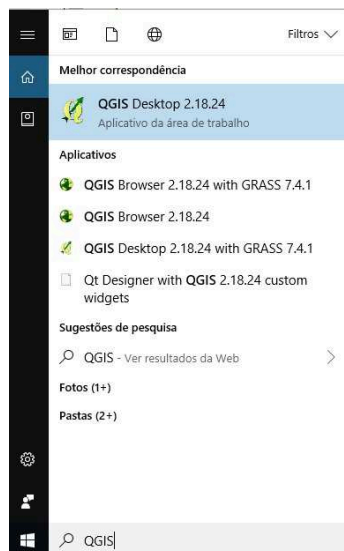 Filtros
Melhor correspondência
QGIS Desktop 2.18.24
Aplicativo da área de trabalho
Aplicativos
QGIS Browser 2.18.24 with GRASS 7.4.1
QGIS Browser 2.18.24
QGIS Desktop 2.18.24 with GRASS 7.4.1
Qt Designer with QGIS 2.18.24 custom
widgets
Sugestões de pesquisa
QGIS - Ver resultados da Web
Fotos (1+)
Pastas (2+)
QGIS